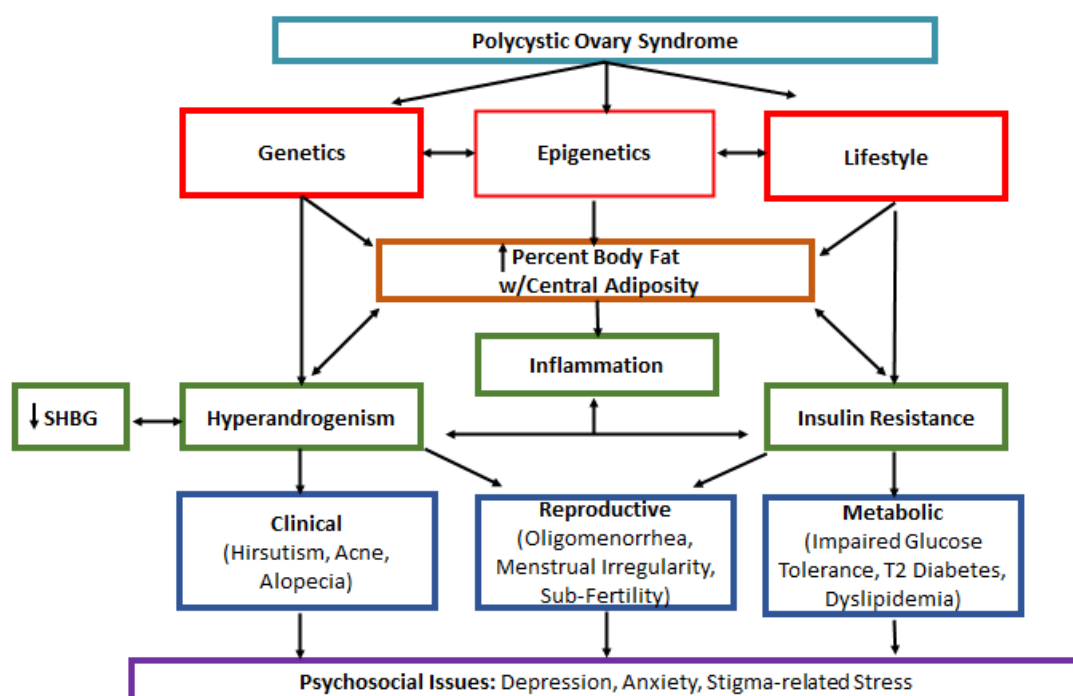 Polycystic Ovary Syndrome
Genetics
Epigenetics
Lifestyle
Percent Body Fat
w/Central Adiposity
Inflammation
SHBG
Hyperandrogenism
Insulin Resistance
Clinical
(Hirsutism, Acne,
Alopecia)
Reproductive
(Oligomenorrhea,
Menstrual Irregularity,
Sub-Fertility)
Metabolic
(Impaired Glucose
Tolerance, T2 Diabetes,
Dyslipidemia)
Psychosocial Issues: Depression, Anxiety, Stigma-related Stress